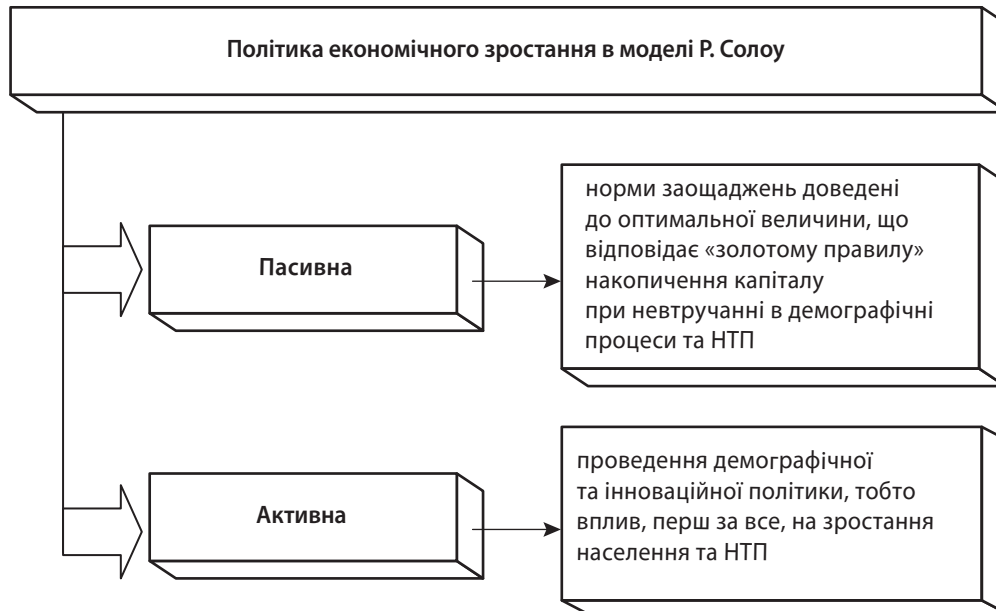 Політика економічного зростання в моделі Р. Солоу
Пасивна
норми заощаджень доведені
до оптимальної величини, що
відповідає «золотому правилу»
накопичення капіталу
при невтручанні в демографічні
процеси та НТП
Активна
проведення демографічної
та інноваційної політики, тобто
вплив, перш за все, на зростання
населення та НТП